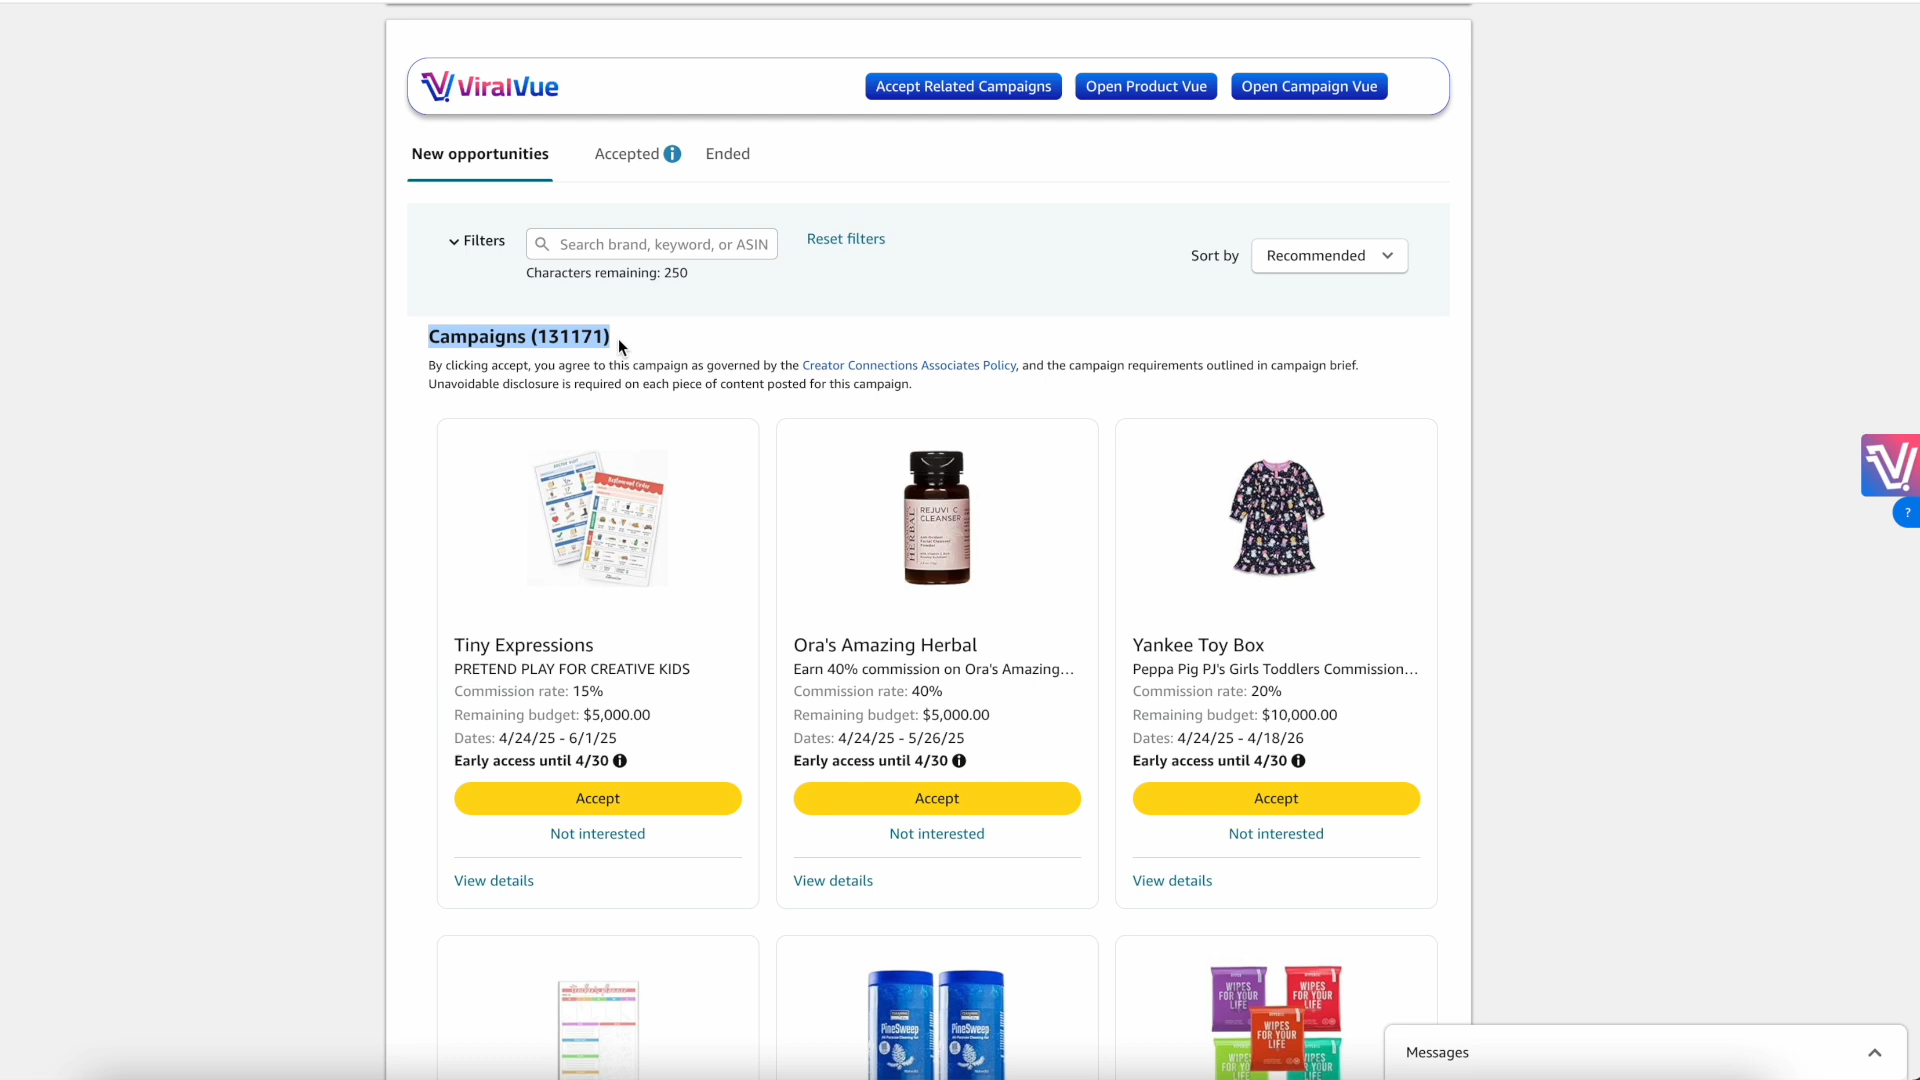 ViralVue
Accept Related Campaigns
Open Product Vue
Open Campaign Vue
New opportunities
Accepted
Ended
Filters
Search brand, keyword, or ASIN
Reset filters
Characters remaining: 250
Sort by
Recommended
Campaigns (131171)
By clicking accept, you agree to this campaign as governed by the Creator Connections Associates Policy, and the campaign requirements outlined in campaign brief.
Unavoidable disclosure is required on each piece of content posted for this campaign.
?
HERBAL
REJUVI C
CLEANSER
Tiny Expressions
PRETEND PLAY FOR CREATIVE KIDS
Commission rate: 15%
Remaining budget: $5,000.00
Dates: 4/24/25 - 6/1/25
Early access until 4/30
Accept
Not interested
View details
Ora's Amazing Herbal
Earn 40% commission on Ora's Amazing...
Commission rate: 40%
Remaining budget: $5,000.00
Dates: 4/24/25 - 5/26/25
Early access until 4/30
Accept
Not interested
View details
Yankee Toy Box
Peppa Pig PJ's Girls Toddlers Commission...
Commission rate: 20%
Remaining budget: $10,000.00
Dates: 4/24/25 - 4/18/26
Early access until 4/30
Accept
Not interested
View details
PineSweep
PineSweep
WIPES
FOR YOUR
LIFE
WIPES
FOR YOUR
LIFE
WIPES
FOR YOUR
LIFE
Messages